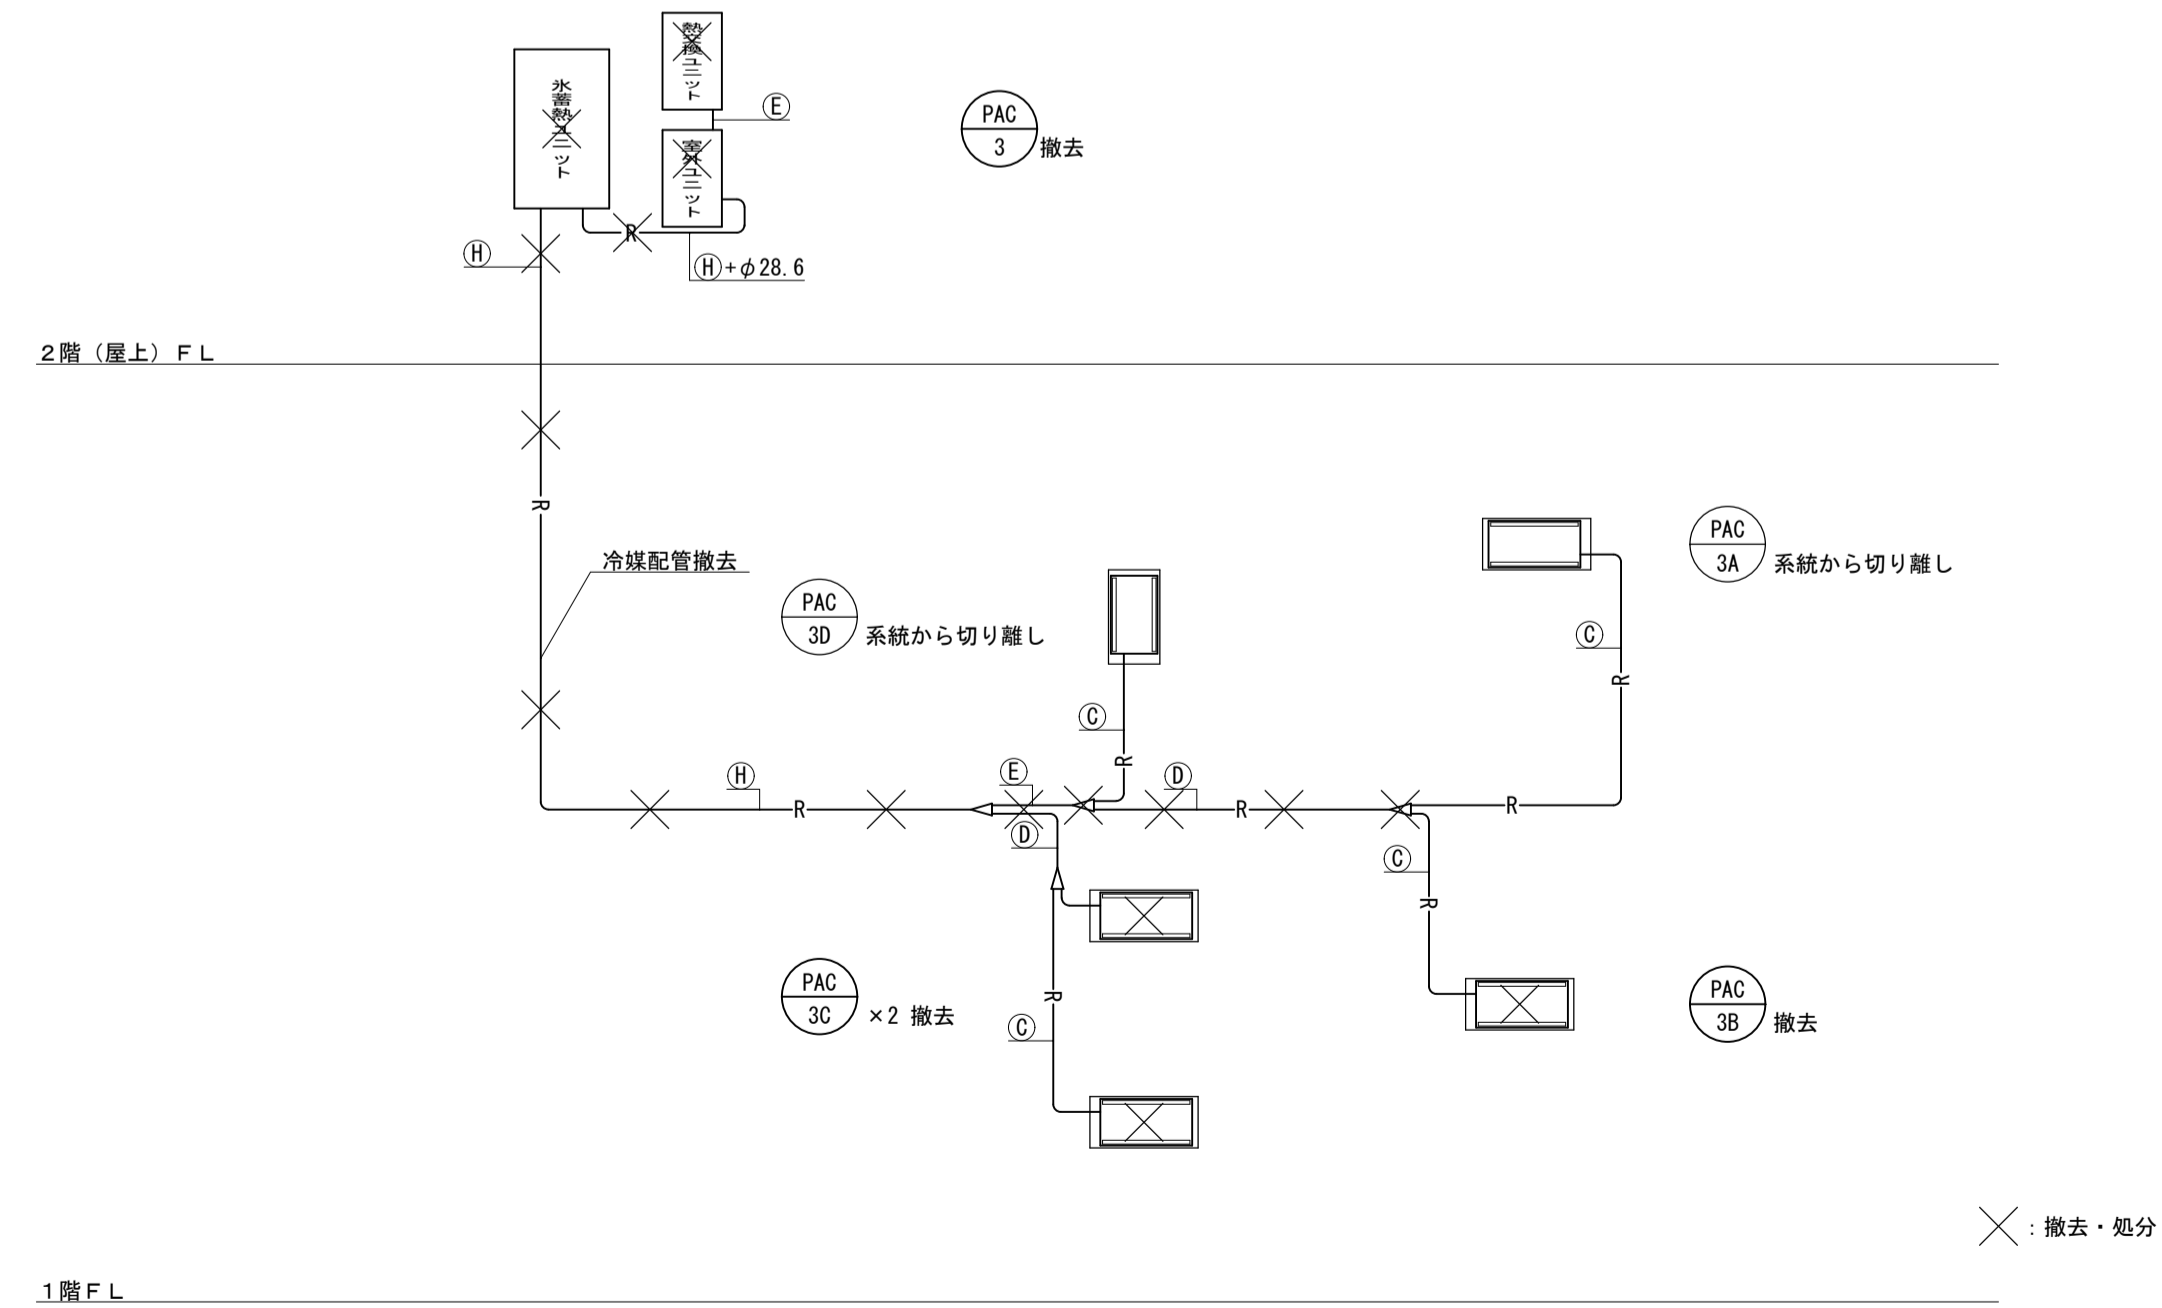 熱交換ユニット
氷蓄熱ユニット
E
PAC
3
撤去
室外ユニット
R
H
H+φ28.6
2階（屋上）ＦＬ
R
PAC
3A
系統から切り離し
冷媒配管撤去
PAC
3D
系統から切り離し
C
R
C
R
H
E
D
R
R
R
D
C
R
PAC
3C
×2 撤去
R
C
PAC
3B
撤去
：撤去・処分
1階ＦＬ